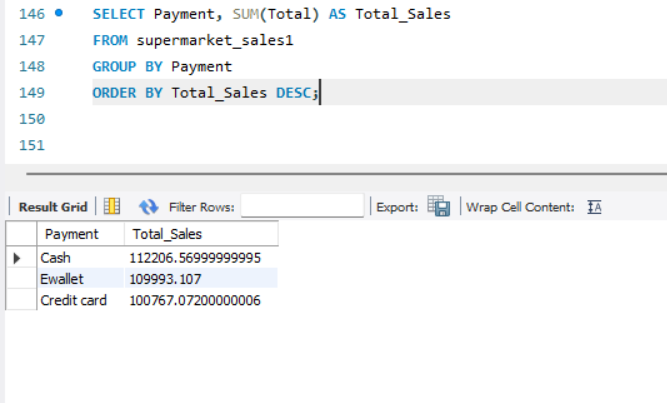 146 SELECT Payment, SUM(Total) AS Total_Sales
147 FROM supermarket_sales1
148 GROUP BY Payment
149 ORDER BY Total_Sales DESC;
150
151
Result Grid Filter Rows: Export: Wrap Cell Content:
Payment Total_Sales
Cash 112206.56999999995
Ewallet 109993.107
Credit card 100767.07200000006